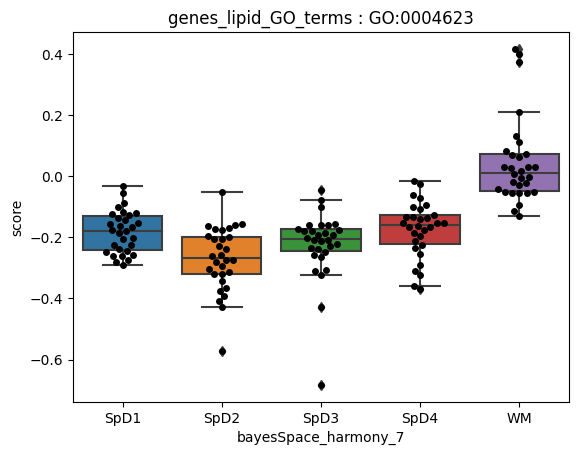 genes_lipid_GO_terms : GO:0004623
0.4
0.2
0.0
−0.2
−0.4
−0.6
score
SpD1 SpD2 SpD3 SpD4 WM
bayesSpace_harmony_7